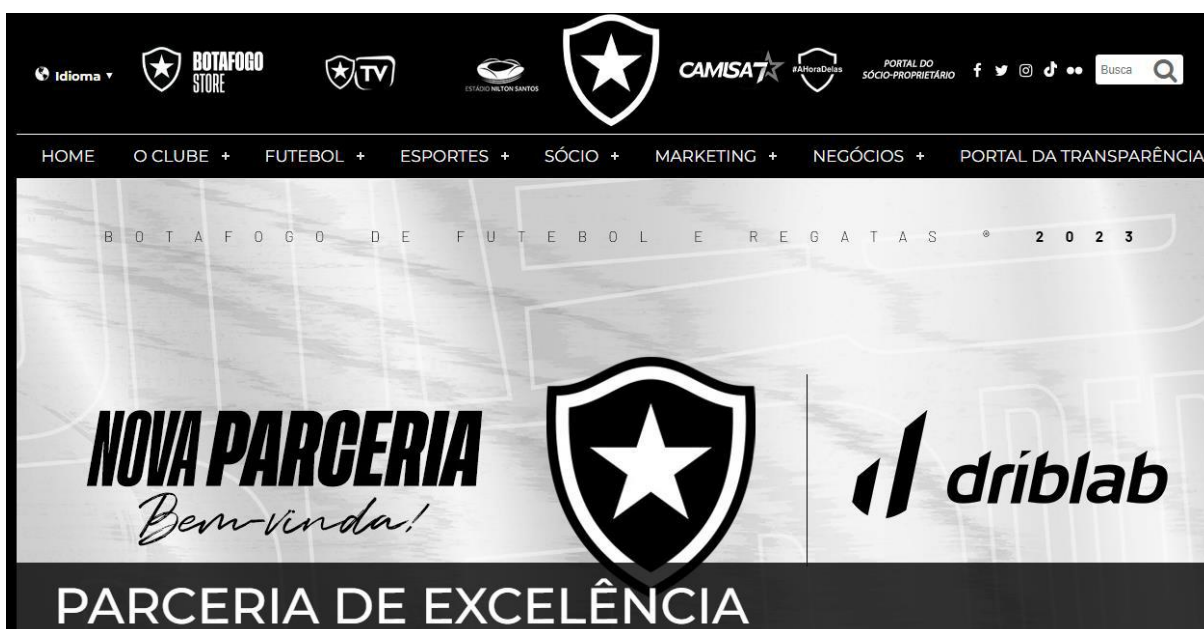 Idioma ▾
BOTAFOGO
STORE
TV
ESTÁDIO NILTON SANTOS
CAMISA7
#AHoraDelas
PORTAL DO
SÓCIO-PROPRIETÁRIO
Busca
HOME O CLUBE + FUTEBOL + ESPORTES + SÓCIO + MARKETING + NEGÓCIOS + PORTAL DA TRANSPARÊNCIA
BOTAFOGO DE FUTEBOL E REGATAS ® 2023
NOVA PARCERIA
Bem-vinda!
driblab
PARCERIA DE EXCELÊNCIA